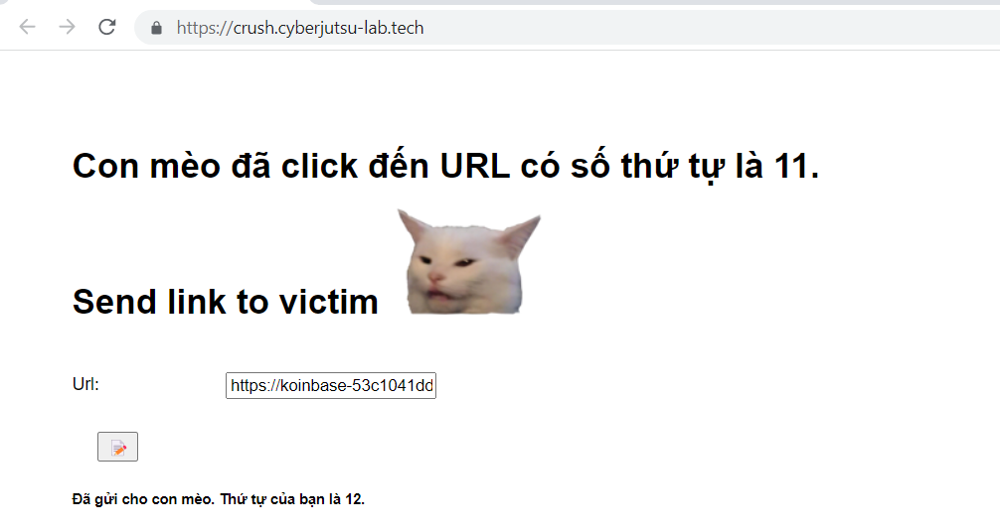 https://crush.cyberjutsu-lab.tech
Con mèo đã click đến URL có số thứ tự là 11.
Send link to victim
Url:
https://koinbase-53c1041dd
Đã gửi cho con mèo. Thứ tự của bạn là 12.